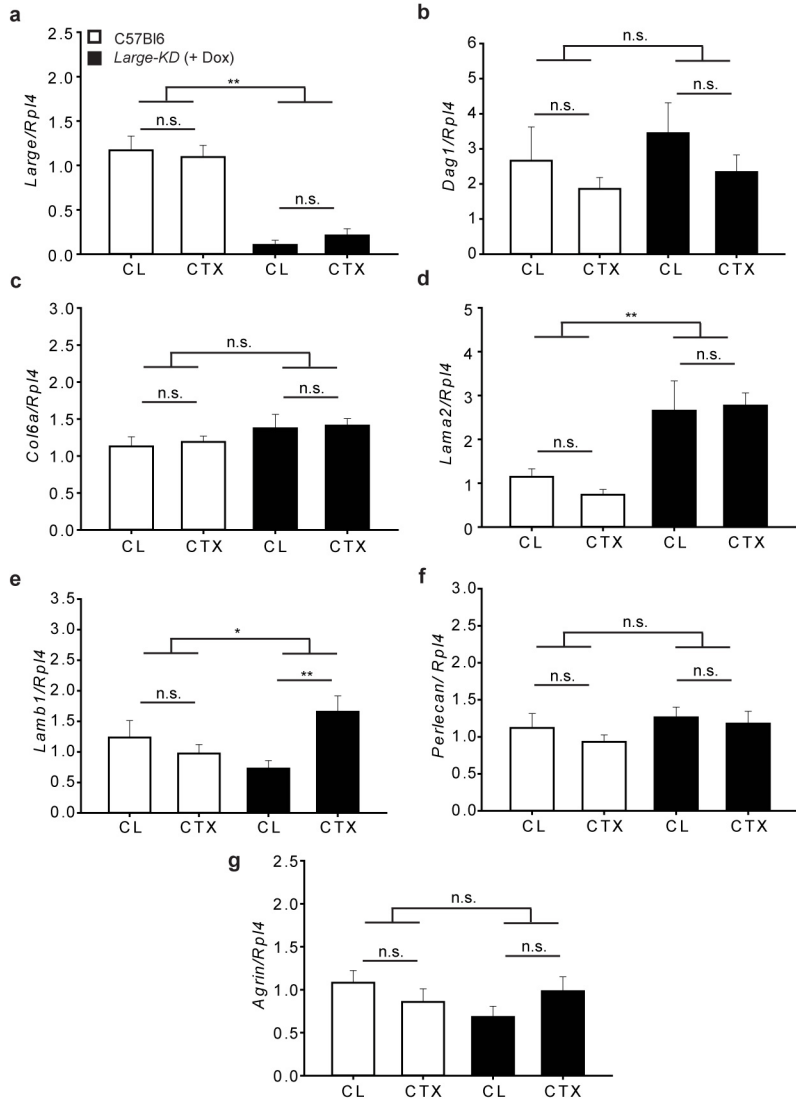 a
C57Bl6
Large-KD (+ Dox)
Large/Rpl4
2.5
2.0
1.5
1.0
0.5
0.0
**
n.s.
n.s.
CL
CTX
CL
CTX
b
Dag1/Rpl4
6
5
4
3
2
1
0
n.s.
n.s.
n.s.
CL
CTX
CL
CTX
c
Col6a/Rpl4
3.0
2.5
2.0
1.5
1.0
0.5
0.0
n.s.
n.s.
n.s.
CL
CTX
CL
CTX
d
Lama2/Rpl4
5
4
3
2
1
0
**
n.s.
n.s.
CL
CTX
CL
CTX
e
Lamb1/Rpl4
3.5
3.0
2.5
2.0
1.5
1.0
0.5
0.0
*
n.s.
**
CL
CTX
CL
CTX
f
Perlecan/ Rpl4
3.0
2.5
2.0
1.5
1.0
0.5
0.0
n.s.
n.s.
n.s.
CL
CTX
CL
CTX
g
Agrin/Rpl4
2.5
2.0
1.5
1.0
0.5
0.0
n.s.
n.s.
n.s.
CL
CTX
CL
CTX